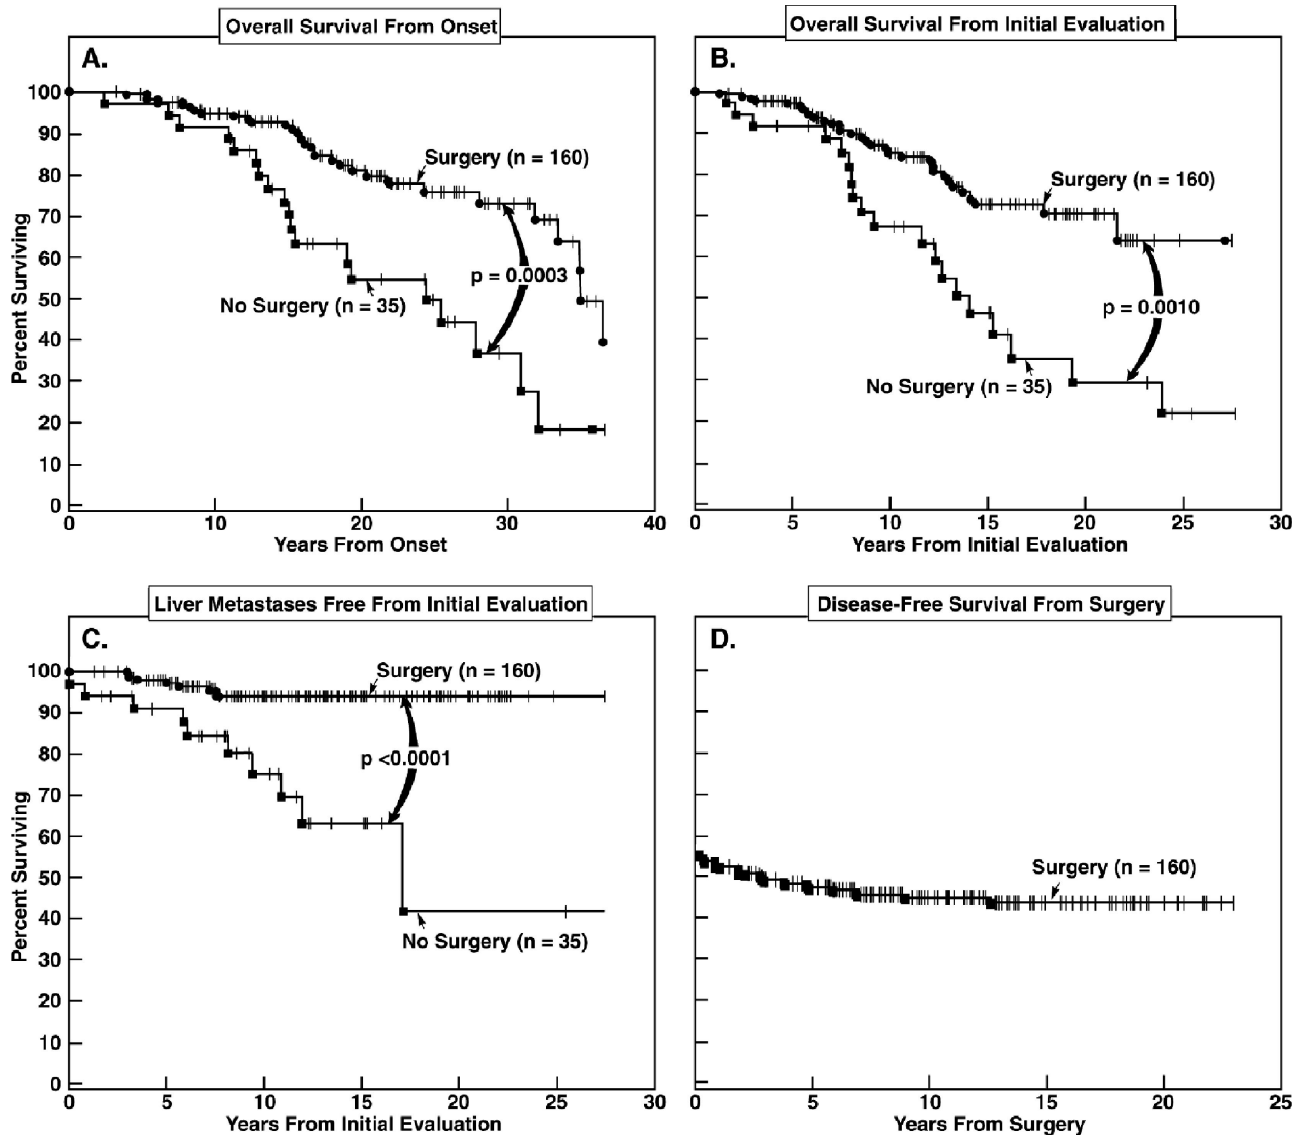 Overall Survival From Onset
A.
100
90
80
70
60
50
40
30
20
10
0
Percent Surviving
Surgery (n = 160)
p = 0.0003
No Surgery (n = 35)
0 10 20 30 40
Years From Onset
Overall Survival From Initial Evaluation
B.
Surgery (n = 160)
p = 0.0010
No Surgery (n = 35)
0 5 10 15 20 25 30
Years From Initial Evaluation
Liver Metastases Free From Initial Evaluation
C.
100
90
80
70
60
50
40
30
20
10
0
Percent Surviving
Surgery (n = 160)
p <0.0001
No Surgery (n = 35)
0 5 10 15 20 25 30
Years From Initial Evaluation
Disease-Free Survival From Surgery
D.
Surgery (n = 160)
0 5 10 15 20 25
Years From Surgery